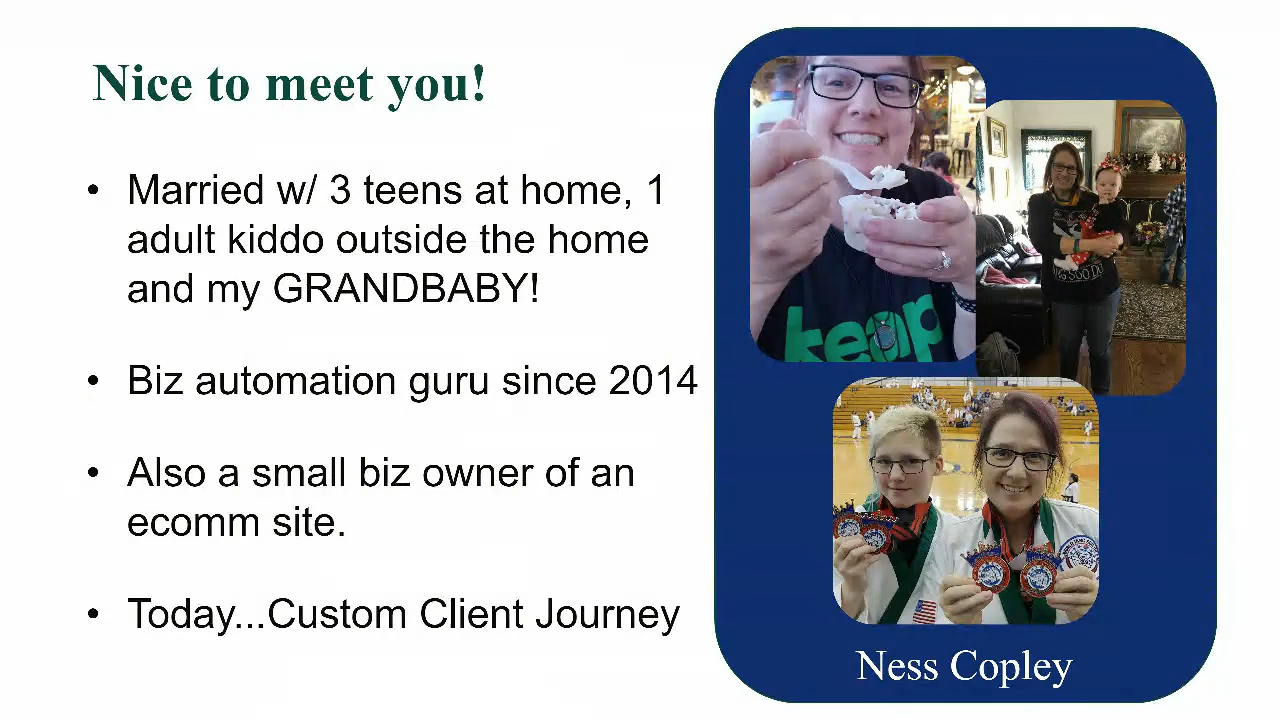 Nice to meet you!
• Married w/ 3 teens at home, 1
adult kiddo outside the home
and my GRANDBABY!
• Biz automation guru since 2014
• Also a small biz owner of an
ecomm site.
• Today...Custom Client Journey
keap
Ness Copley